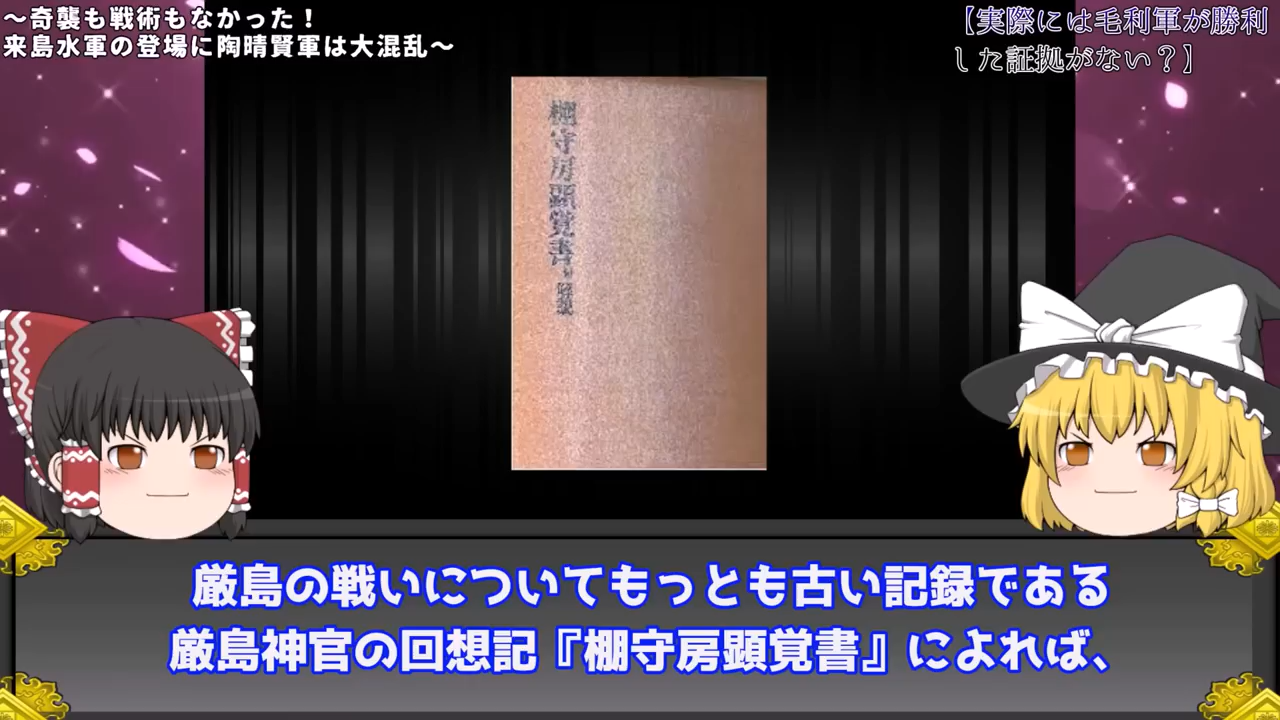 ～奇襲も戦術もなかった！
来島水軍の登場に陶晴賢軍は大混乱～
【実際には毛利軍が勝利
した証拠がない？】
棚守房顕覚書・解説
厳島の戦いについてもっとも古い記録である
厳島神官の回想記『棚守房顕覚書』によれば、